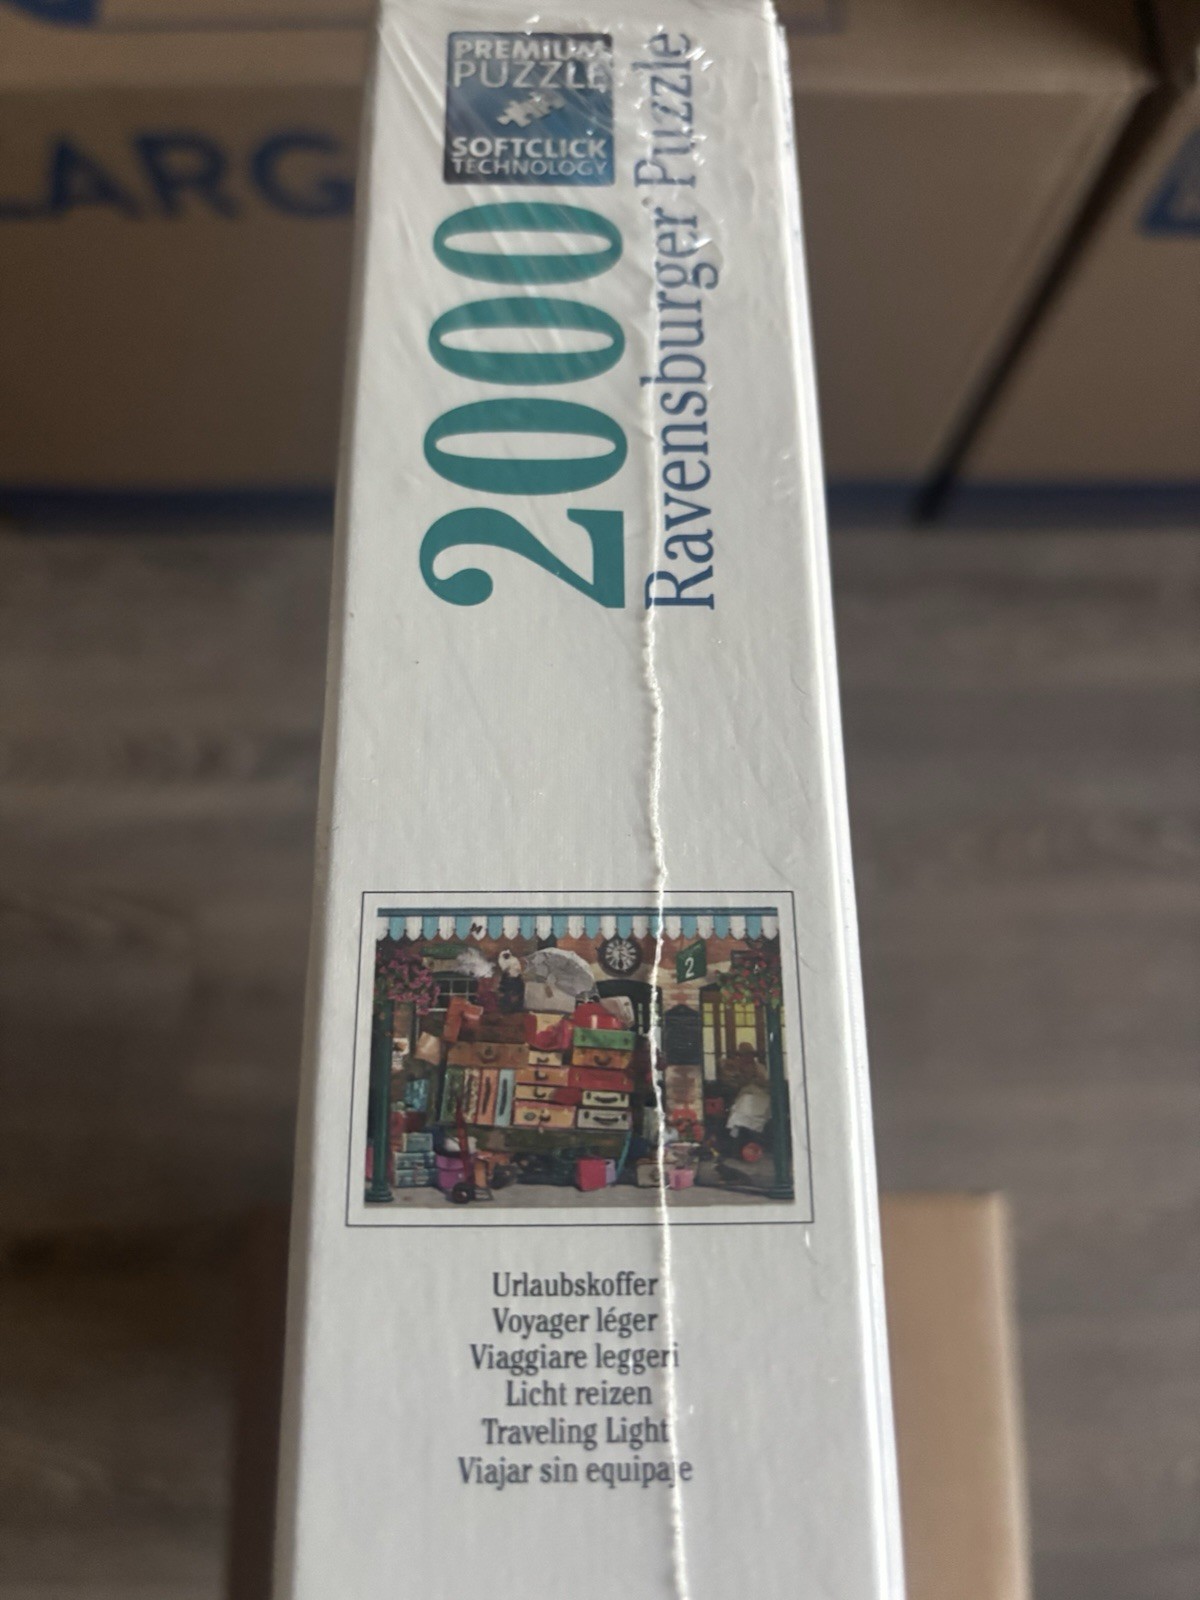 LARG
PREMIUM
PUZZLE
SOFTCLICK
TECHNOLOGY
2000
Ravensburger Puzzle
2
Urlaubskoffer
Voyager léger
Viaggiare leggeri
Licht reizen
Traveling Light
Viajar sin equipaje